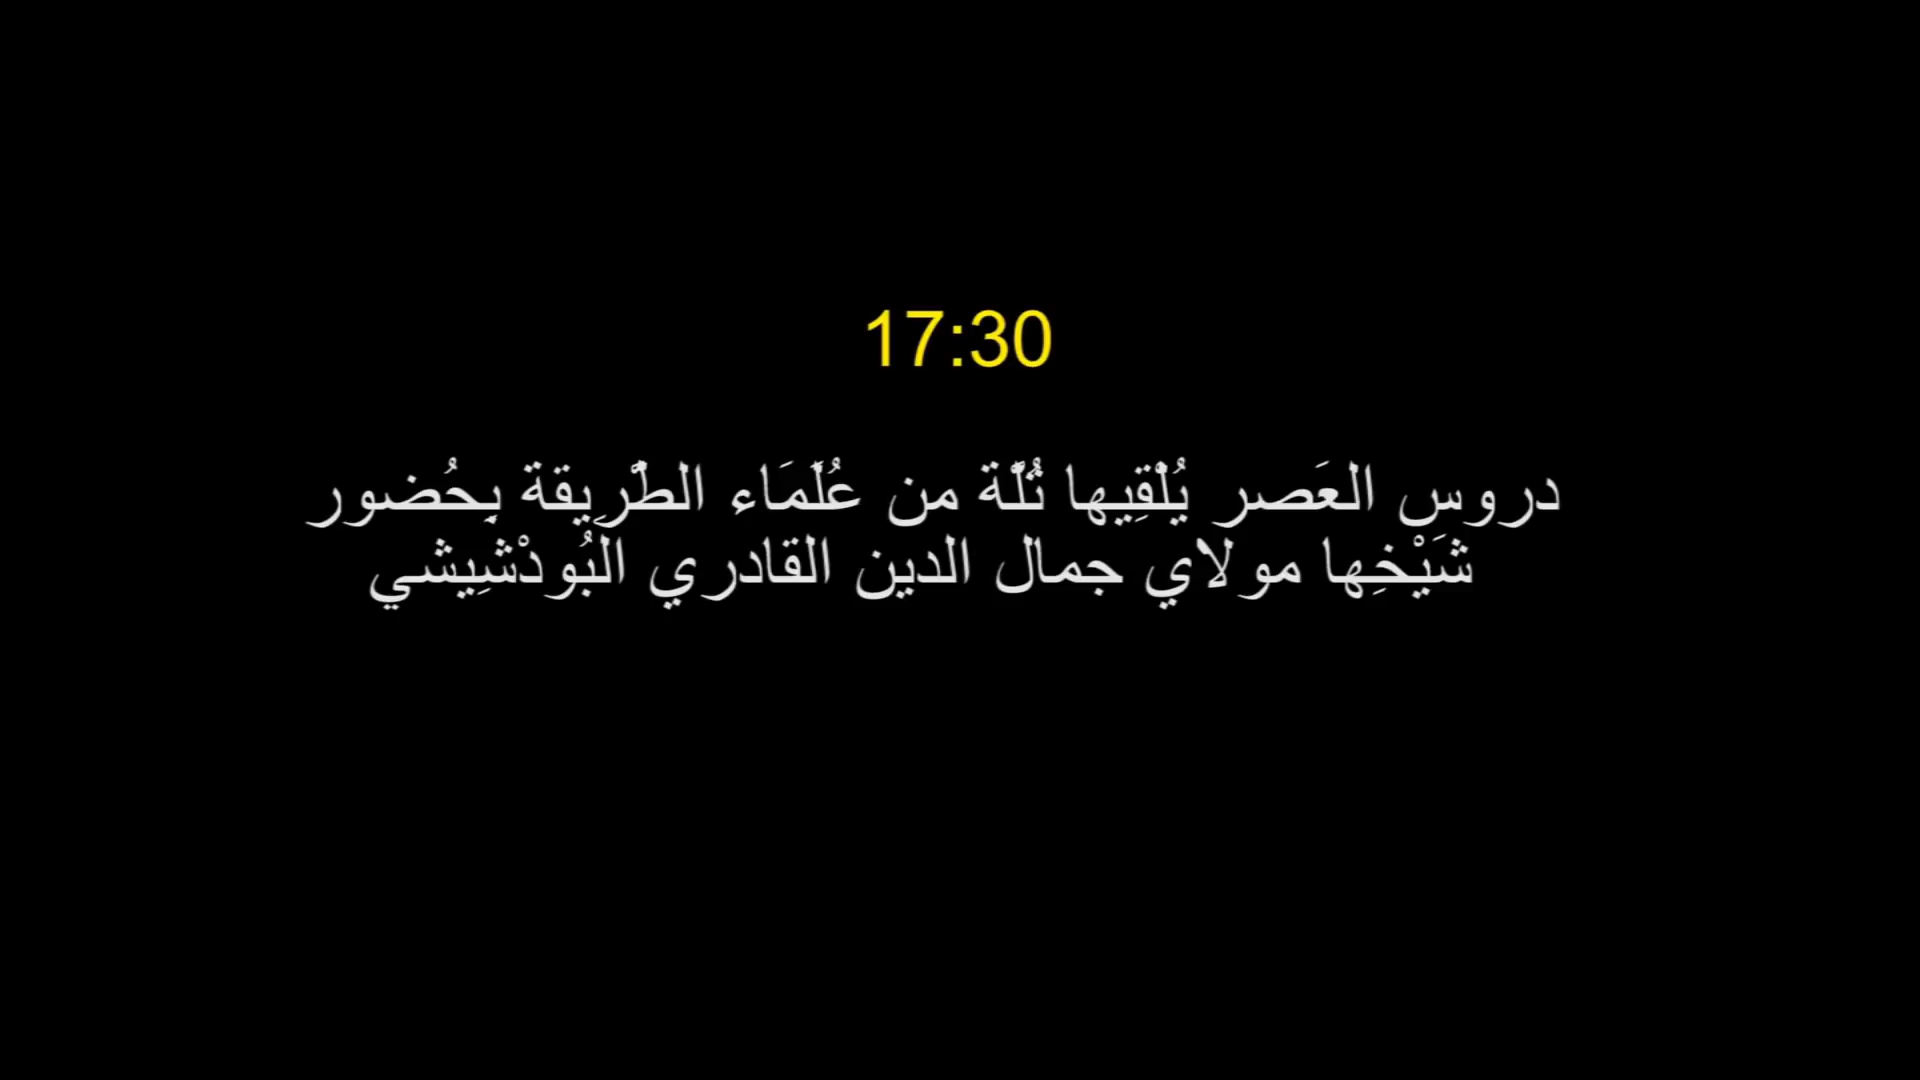 17:30
دروس العَصر يُلْقِيها ثُلَّة من عُلَمَاء الطَّرِيقة بِحُضور
شَيْخِها مولاي جمال الدين القادري البُودْشِيشي